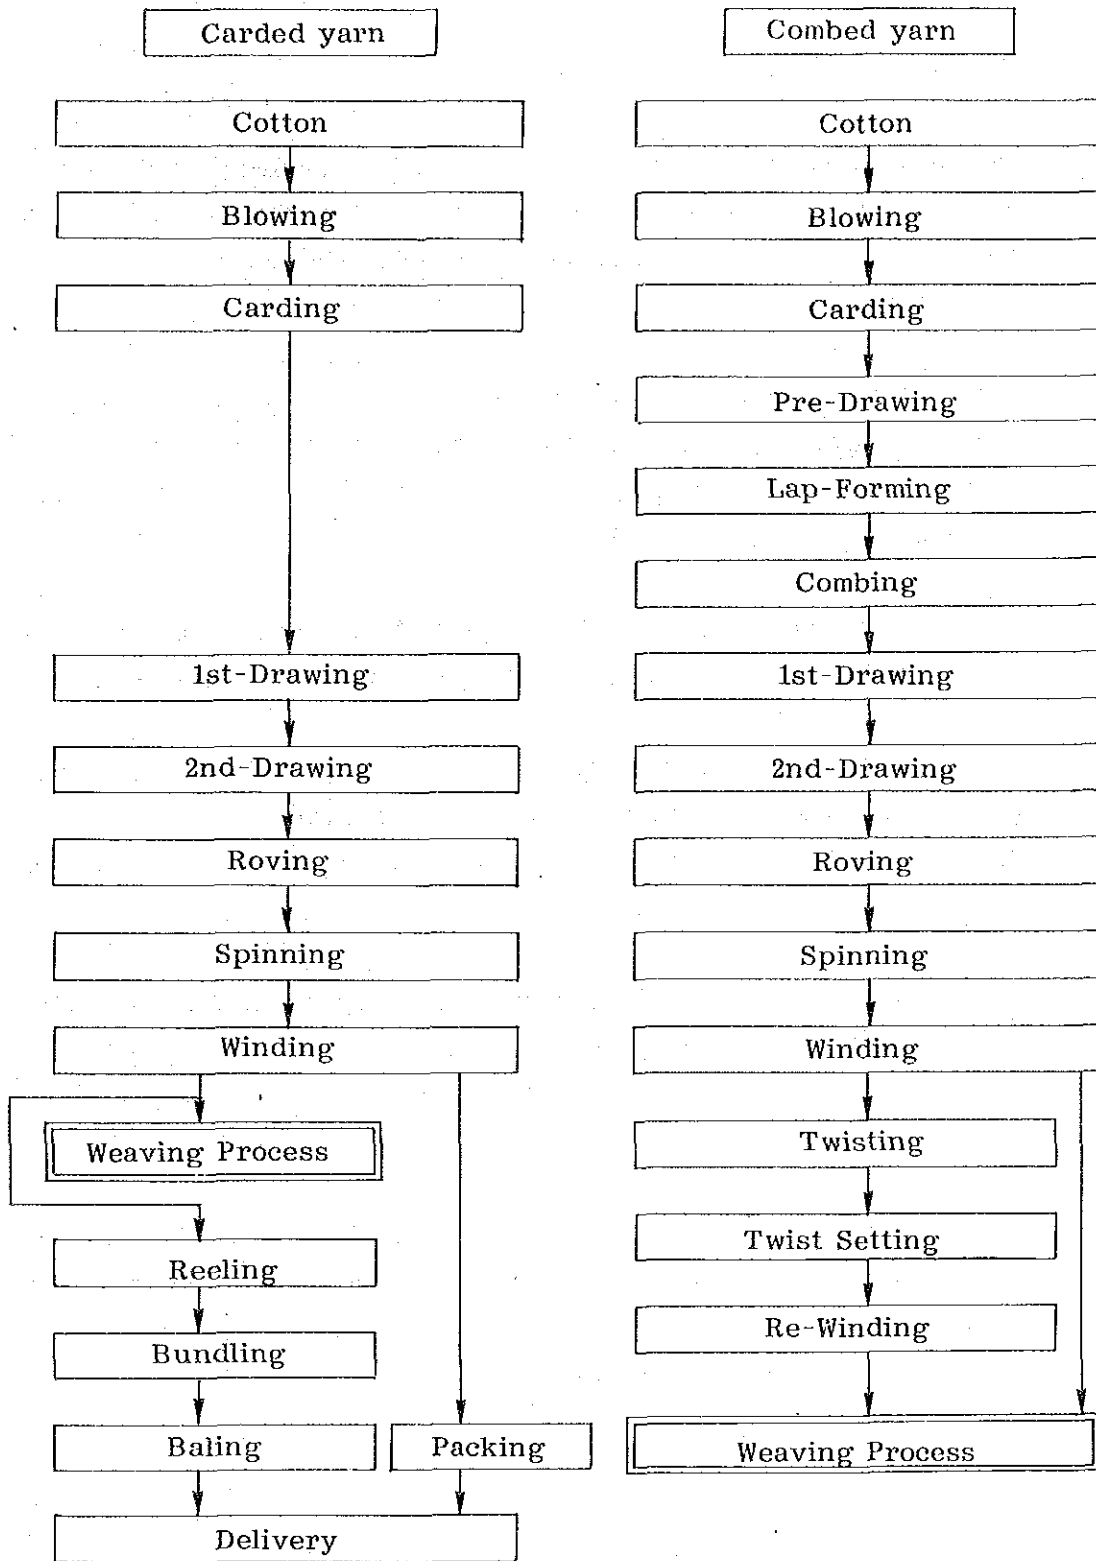 Carded yarn
Cotton
Blowing
Carding
1st-Drawing
2nd-Drawing
Roving
Spinning
Winding
Weaving Process
Reeling
Bundling
Baling
Packing
Delivery
Combed yarn
Cotton
Blowing
Carding
Pre-Drawing
Lap-Forming
Combing
1st-Drawing
2nd-Drawing
Roving
Spinning
Winding
Twisting
Twist Setting
Re-Winding
Weaving Process